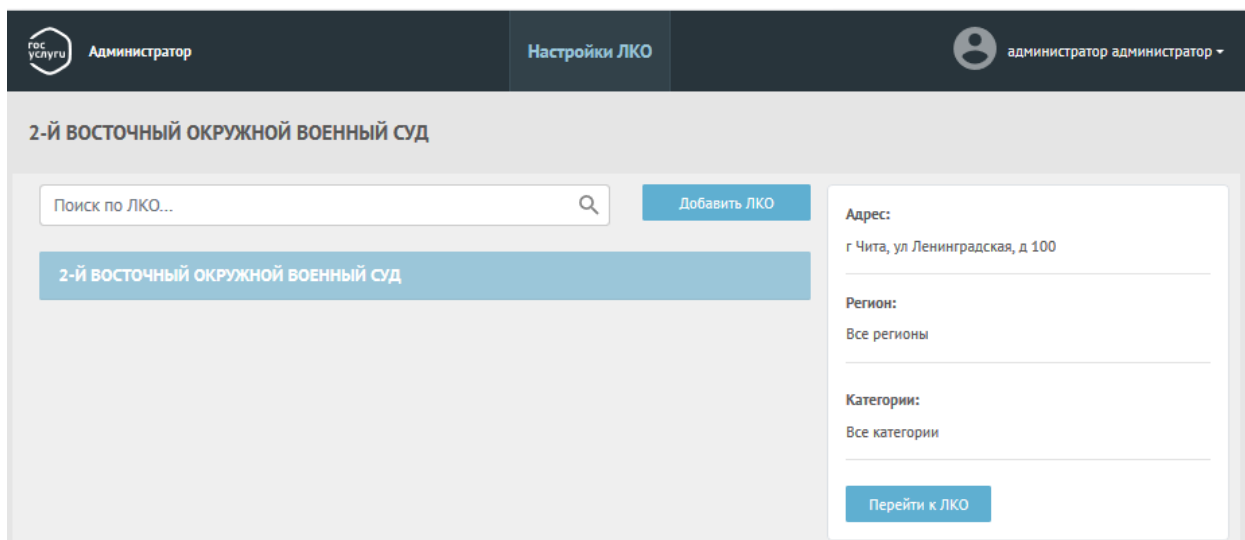 гос
услуги
Администратор
Настройки ЛКО
администратор администратор
2-Й ВОСТОЧНЫЙ ОКРУЖНОЙ ВОЕННЫЙ СУД
Поиск по ЛКО...
Добавить ЛКО
2-Й ВОСТОЧНЫЙ ОКРУЖНОЙ ВОЕННЫЙ СУД
Адрес:
г Чита, ул Ленинградская, д 100
Регион:
Все регионы
Категории:
Все категории
Перейти к ЛКО